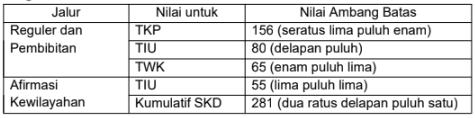 Jalur Nilai untuk Nilai Ambang Batas
Reguler dan TKP 156 (seratus lima puluh enam)
Pembibitan TIU 80 (delapan puluh)
TWK 65 (enam puluh lima)
Afirmasi TIU 55 (lima puluh lima)
Kewilayahan Kumulatif SKD 281 (dua ratus delapan puluh satu)